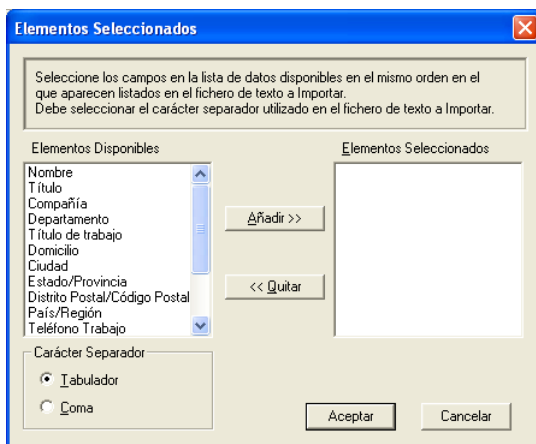 Elementos Seleccionados
Seleccione los campos en la lista de datos disponibles en el mismo orden en el
que aparecen listados en el fichero de texto a Importar.
Debe seleccionar el carácter separador utilizado en el fichero de texto a Importar.
Elementos Disponibles
Elementos Seleccionados
Nombre
Título
Compañía
Departamento
Título de trabajo
Domicilio
Ciudad
Estado/Provincia
Distrito Postal/Código Postal
País/Región
Teléfono Trabajo
Añadir >>
<< Quitar
Carácter Separador
Tabulador
Coma
Aceptar
Cancelar